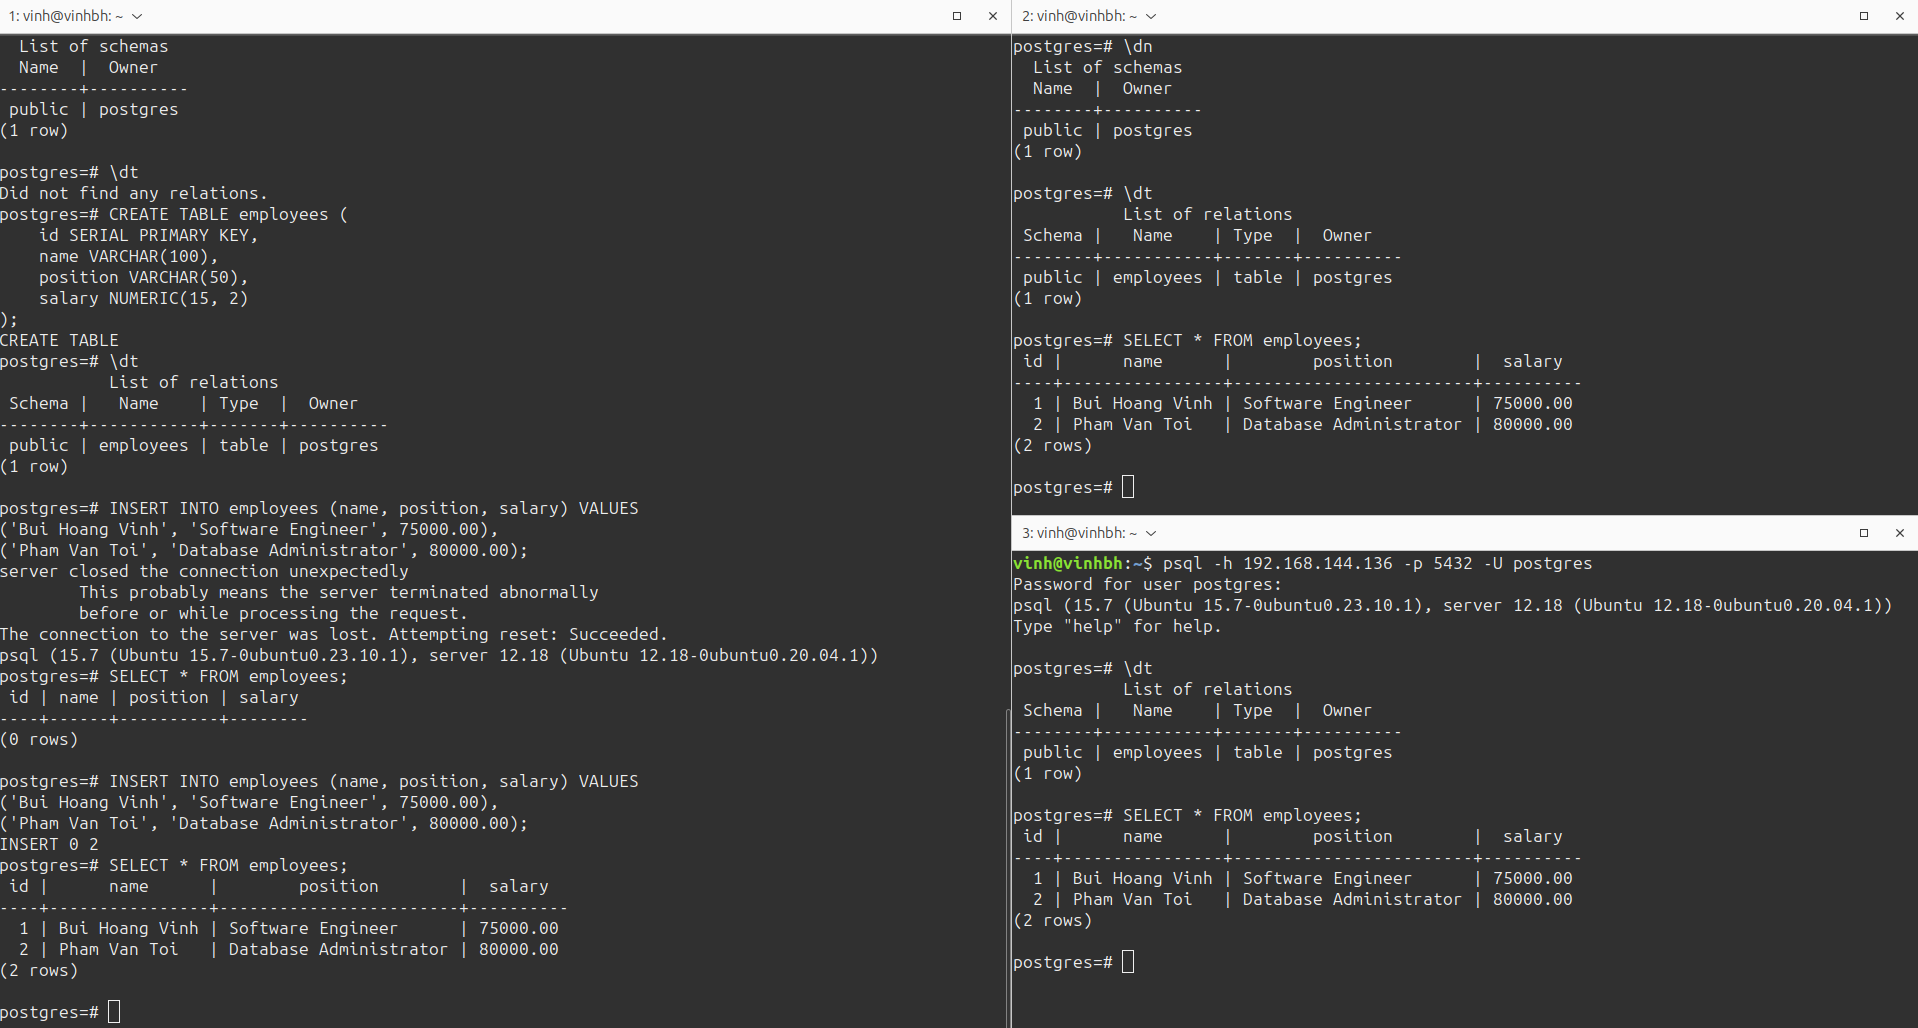 1: vinh@vinhbh: ~
  List of schemas
  Name  |  Owner
--------+----------
 public | postgres
(1 row)

postgres=# \dt
Did not find any relations.
postgres=# CREATE TABLE employees (
    id SERIAL PRIMARY KEY,
    name VARCHAR(100),
    position VARCHAR(50),
    salary NUMERIC(15, 2)
);
CREATE TABLE
postgres=# \dt
           List of relations
 Schema |   Name    | Type  |  Owner
--------+-----------+-------+----------
 public | employees | table | postgres
(1 row)

postgres=# INSERT INTO employees (name, position, salary) VALUES
('Bui Hoang Vinh', 'Software Engineer', 75000.00),
('Pham Van Toi', 'Database Administrator', 80000.00);
server closed the connection unexpectedly
        This probably means the server terminated abnormally
        before or while processing the request.
The connection to the server was lost. Attempting reset: Succeeded.
psql (15.7 (Ubuntu 15.7-0ubuntu0.23.10.1), server 12.18 (Ubuntu 12.18-0ubuntu0.20.04.1))
postgres=# SELECT * FROM employees;
 id | name | position | salary
----+------+----------+--------
(0 rows)

postgres=# INSERT INTO employees (name, position, salary) VALUES
('Bui Hoang Vinh', 'Software Engineer', 75000.00),
('Pham Van Toi', 'Database Administrator', 80000.00);
INSERT 0 2
postgres=# SELECT * FROM employees;
 id |      name      |        position        |  salary
----+----------------+------------------------+----------
  1 | Bui Hoang Vinh | Software Engineer      | 75000.00
  2 | Pham Van Toi   | Database Administrator | 80000.00
(2 rows)

postgres=#
2: vinh@vinhbh: ~
postgres=# \dn
  List of schemas
  Name  |  Owner
--------+----------
 public | postgres
(1 row)

postgres=# \dt
           List of relations
 Schema |   Name    | Type  |  Owner
--------+-----------+-------+----------
 public | employees | table | postgres
(1 row)

postgres=# SELECT * FROM employees;
 id |      name      |        position        |  salary
----+----------------+------------------------+----------
  1 | Bui Hoang Vinh | Software Engineer      | 75000.00
  2 | Pham Van Toi   | Database Administrator | 80000.00
(2 rows)

postgres=#
3: vinh@vinhbh: ~
vinh@vinhbh:~$ psql -h 192.168.144.136 -p 5432 -U postgres
Password for user postgres:
psql (15.7 (Ubuntu 15.7-0ubuntu0.23.10.1), server 12.18 (Ubuntu 12.18-0ubuntu0.20.04.1))
Type "help" for help.

postgres=# \dt
           List of relations
 Schema |   Name    | Type  |  Owner
--------+-----------+-------+----------
 public | employees | table | postgres
(1 row)

postgres=# SELECT * FROM employees;
 id |      name      |        position        |  salary
----+----------------+------------------------+----------
  1 | Bui Hoang Vinh | Software Engineer      | 75000.00
  2 | Pham Van Toi   | Database Administrator | 80000.00
(2 rows)

postgres=#